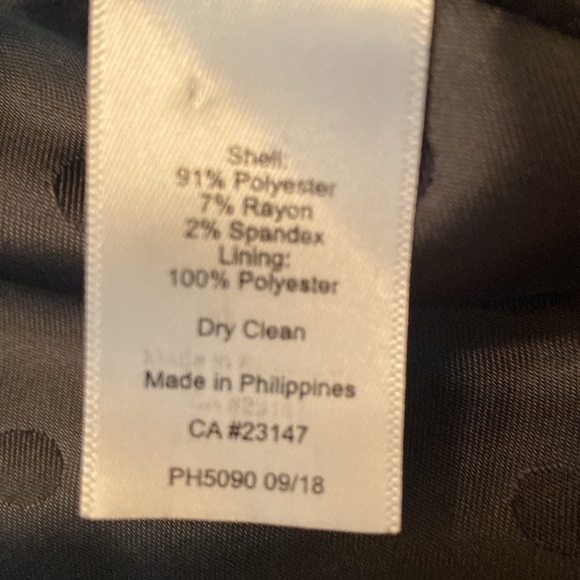 Shell:
91% Polyester
7% Rayon
2% Spandex
Lining:
100% Polyester
Dry Clean
Made in Philippines
CA #23147
PH5090 09/18